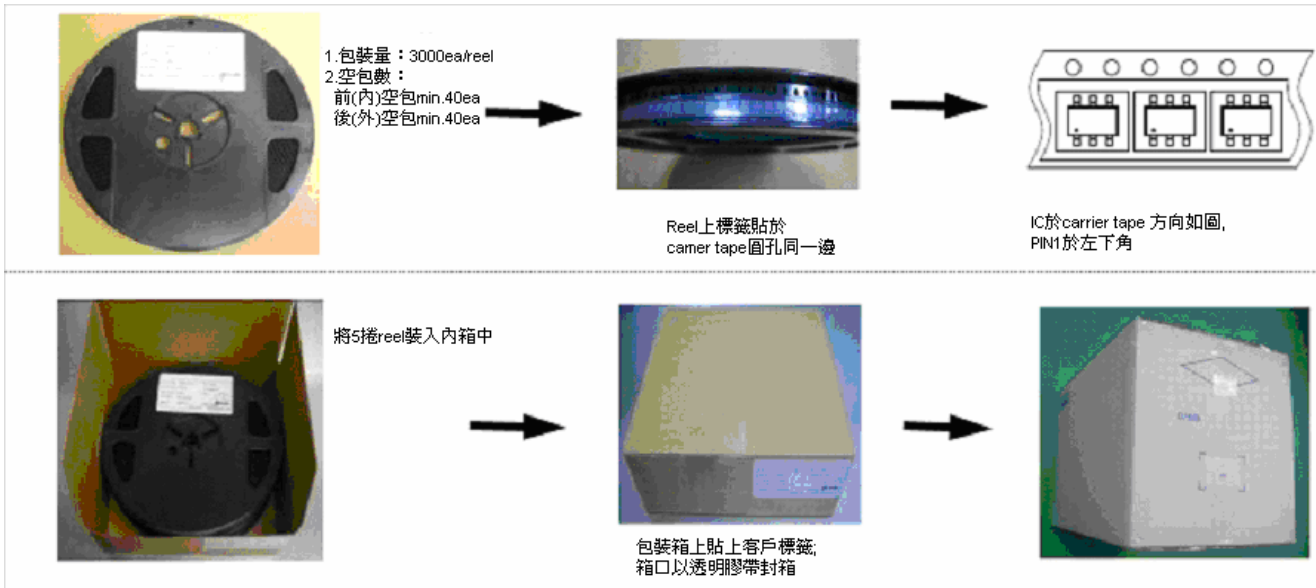 1.包裝量：3000ea/reel
2.空包數：
前(內)空包min.40ea
後(外)空包min.40ea
Reel上標籤貼於
camer tape圓孔同一邊
IC於carrier tape 方向如圖,
PIN1於左下角
將5捲reel裝入內箱中
包裝箱上貼上客戶標籤;
箱口以透明膠帶封箱